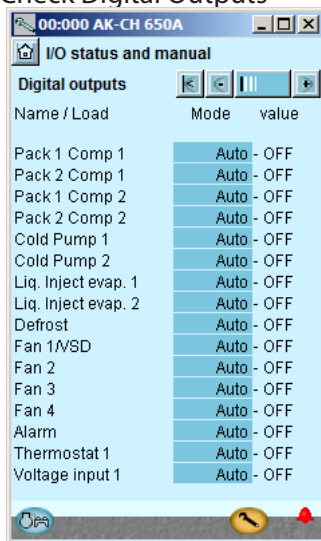 Check Digital Outputs
00:000 AK-CH 650A
I/O status and manual
Digital outputs
Name / Load Mode value
Pack 1 Comp 1 Auto - OFF
Pack 2 Comp 1 Auto - OFF
Pack 1 Comp 2 Auto - OFF
Pack 2 Comp 2 Auto - OFF
Cold Pump 1 Auto - OFF
Cold Pump 2 Auto - OFF
Liq. Inject evap. 1 Auto - OFF
Liq. Inject evap. 2 Auto - OFF
Defrost Auto - OFF
Fan 1/VSD Auto - OFF
Fan 2 Auto - OFF
Fan 3 Auto - OFF
Fan 4 Auto - OFF
Alarm Auto - OFF
Thermostat 1 Auto - OFF
Voltage input 1 Auto - OFF